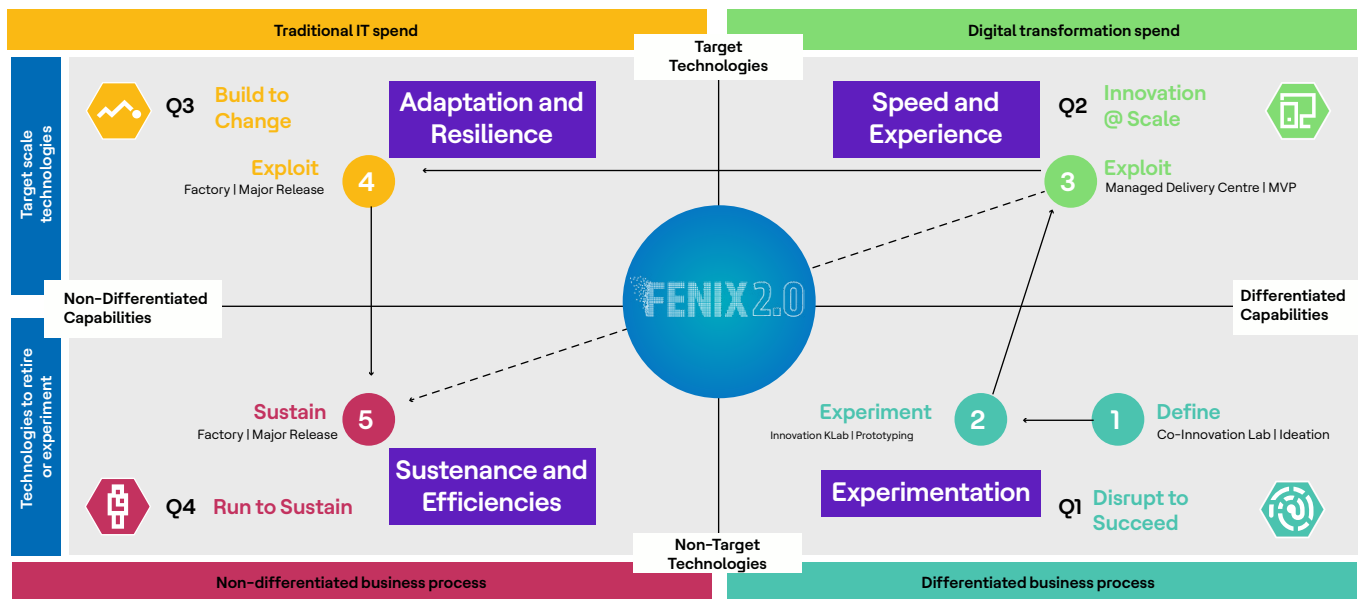 Traditional IT spend
Digital transformation spend
Target
Technologies
Target scale
technologies
Q3
Build to
Change
Adaptation and
Resilience
Speed and
Experience
Q2
Innovation
@ Scale
Exploit
Factory | Major Release
4
3
Exploit
Managed Delivery Centre | MVP
Non-Differentiated
Capabilities
FENIX 2.0
Differentiated
Capabilities
Technologies to retire
or experiment
Sustain
Factory | Major Release
5
Experiment
Innovation KLab | Prototyping
2
1
Define
Co-Innovation Lab | Ideation
Q4
Run to Sustain
Sustenance and
Efficiencies
Experimentation
Q1
Disrupt to
Succeed
Non-Target
Technologies
Non-differentiated business process
Differentiated business process